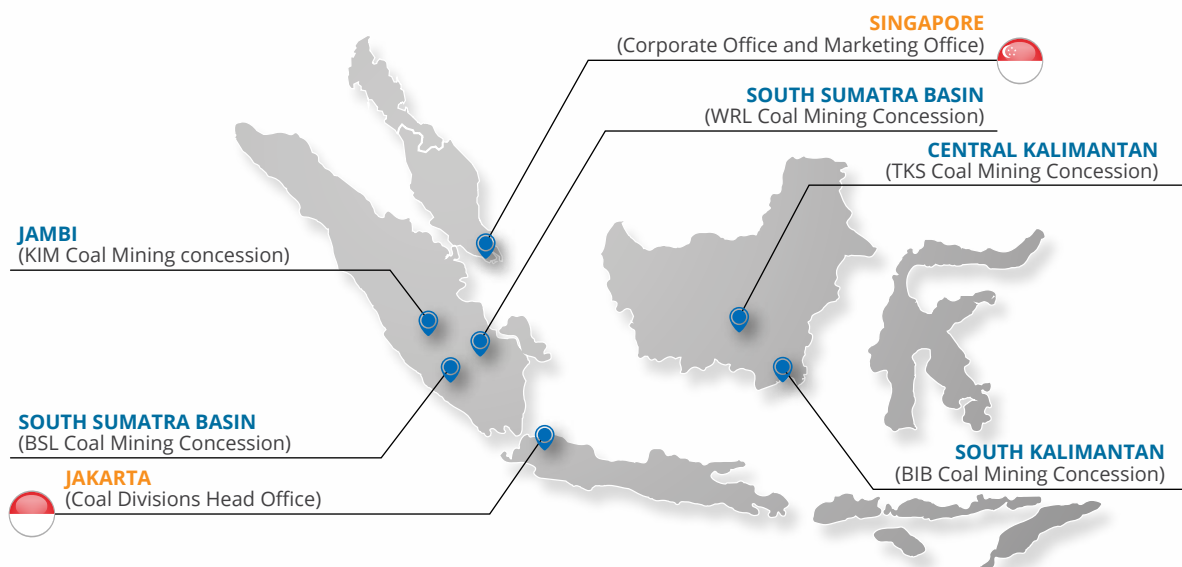 SINGAPORE
(Corporate Office and Marketing Office)
SOUTH SUMATRA BASIN
(WRL Coal Mining Concession)
CENTRAL KALIMANTAN
(TKS Coal Mining Concession)
JAMBI
(KIM Coal Mining concession)
SOUTH SUMATRA BASIN
(BSL Coal Mining Concession)
SOUTH KALIMANTAN
(BIB Coal Mining Concession)
JAKARTA
(Coal Divisions Head Office)